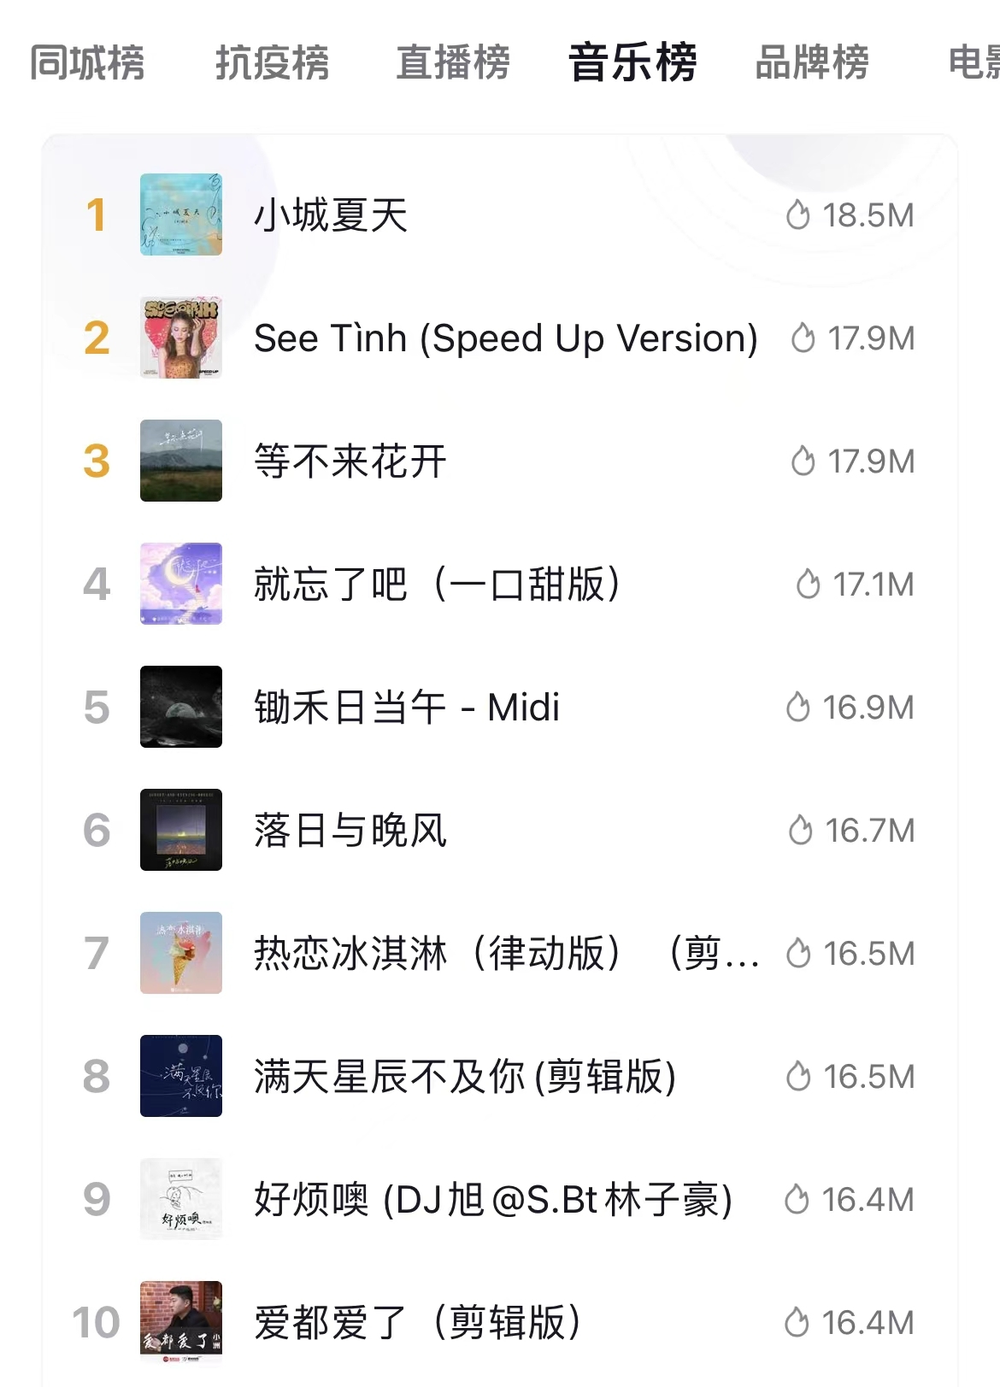 同城榜 抗疫榜 直播榜 音乐榜 品牌榜 电影
1 小城夏天 18.5M
2 See Tình (Speed Up Version) 17.9M
3 等不来花开 17.9M
4 就忘了吧（一口甜版） 17.1M
5 锄禾日当午 - Midi 16.9M
6 落日与晚风 16.7M
7 热恋冰淇淋（律动版）（剪... 16.5M
8 满天星辰不及你(剪辑版) 16.5M
9 好烦噢 (DJ旭@S.Bt林子豪) 16.4M
10 爱都爱了（剪辑版） 16.4M